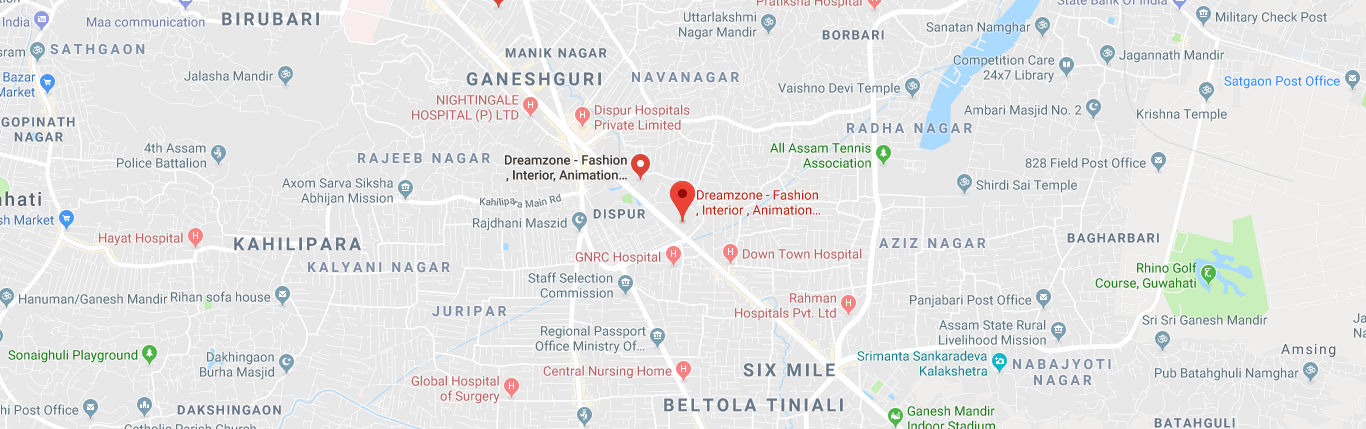 India
Maa communication
BIRUBARI
Uttarlakshmi
Nagar Mandir
Pratiksha Hospital
State Bank Of India
Military Check Post
Sanatan Namghar
BORBARI
SATHGAON
MANIK NAGAR
Jagannath Mandir
Competition Care
24x7 Library
Jalasha Mandir
GANESHGURI
NAVANAGAR
Bazar
Market
Satgaon Post Office
Vaishno Devi Temple
NIGHTINGALE
HOSPITAL (P) LTD
Dispur Hospitals
Private Limited
Ambari Masjid No. 2
Krishna Temple
GOPINATH
NAGAR
RADHA NAGAR
4th Assam
Police Battalion
RAJEEB NAGAR
Dreamzone - Fashion
, Interior, Animation...
All Assam Tennis
Association
828 Field Post Office
Axom Sarva Siksha
Abhijan Mission
Shirdi Sai Temple
Dreamzone - Fashion
, Interior , Animation...
Main Rd
hati
sh Market
Rajdhani Maszid
DISPUR
Hayat Hospital
KAHILIPARA
AZIZ NAGAR
BAGHARBARI
GNRC Hospital
Down Town Hospital
KALYANI NAGAR
Rhino Golf
Course, Guwahati
Staff Selection
Commission
Hanuman/Ganesh Mandir
Rihan sofa house
Rahman
Hospitals Pvt. Ltd
Panjabari Post Office
JURIPAR
Sri Sri Ganesh Mandir
Assam State Rural
Livelihood Mission
Regional Passport
Office Ministry Of...
Amsing
Sonaighuli Playground
Dakhingaon
Burha Masjid
Srimanta Sankaradeva
Kalakshetra
NABAJYOTI
NAGAR
Central Nursing Home
SIX MILE
Pub Batahghuli Namghar
Global Hospital
of Surgery
BELTOLA TINIALI
hi Post Office
DAKSHINGAON
Ganesh Mandir
Indoor Stadium
BATAHGULI
Catholic Parish Church